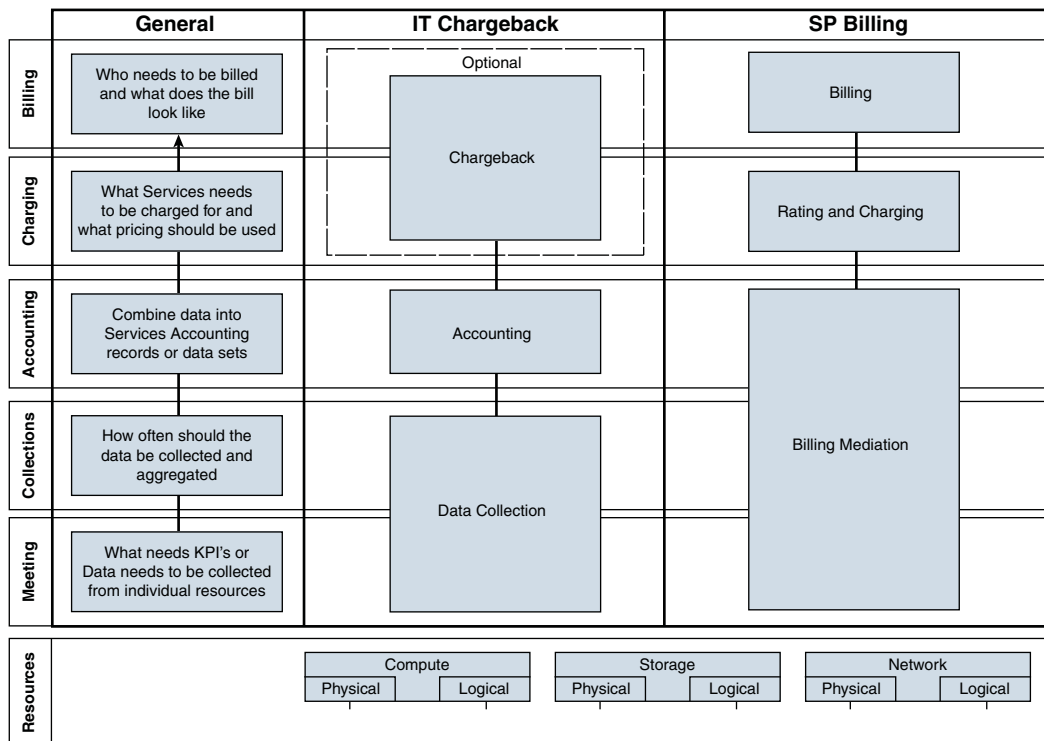 General
IT Chargeback
SP Billing
Billing
Who needs to be billed
and what does the bill
look like
Optional
Chargeback
Billing
Charging
What Services needs
to be charged for and
what pricing should be used
Rating and Charging
Accounting
Combine data into
Services Accounting
records or data sets
Accounting
Billing Mediation
Collections
How often should the
data be collected and
aggregated
Data Collection
Meeting
What needs KPI's or
Data needs to be collected
from individual resources
Resources
Compute
Physical
Logical
Storage
Physical
Logical
Network
Physical
Logical